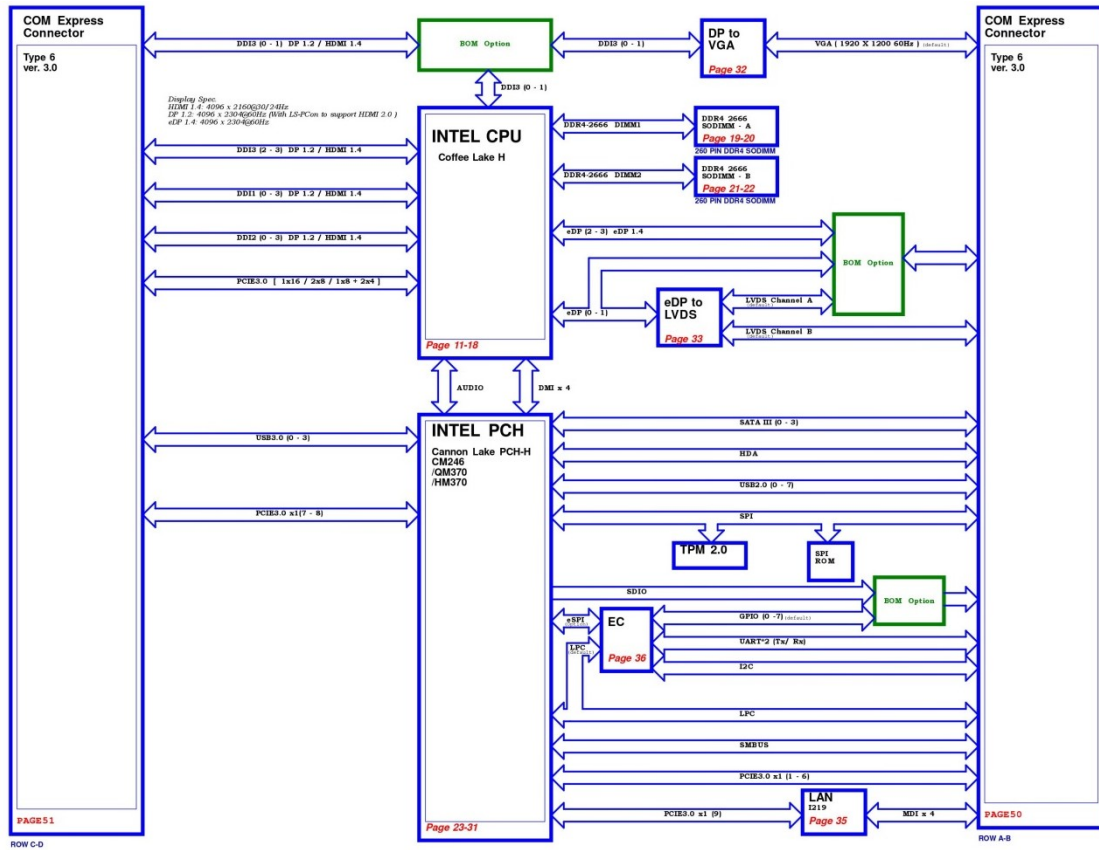 COM Express
Connector
Type 6
ver. 3.0
DDI3 (0 - 1) DP 1.2 / HDMI 1.4
BOM Option
DDI3 (0 - 1)
DP to
VGA
Page 32
VGA ( 1920 X 1200 60Hz ) (default)
COM Express
Connector
Type 6
ver. 3.0
DDI3 (0 - 1)
Display Spec.
HDMI 1.4: 4096 x 2160@30/24Hz
DP 1.2: 4096 x 2304@60Hz (With LS-PCon to support HDMI 2.0 )
eDP 1.4: 4096 x 2304@60Hz
INTEL CPU
Coffee Lake H
DDR4-2666 DIMM1
DDR4 2666
SODIMM - A
Page 19-20
260 PIN DDR4 SODIMM
DDI3 (2 - 3) DP 1.2 / HDMI 1.4
DDR4-2666 DIMM2
DDR4 2666
SODIMM - B
Page 21-22
260 PIN DDR4 SODIMM
DDI1 (0 - 3) DP 1.2 / HDMI 1.4
DDI2 (0 - 3) DP 1.2 / HDMI 1.4
eDP (2 - 3) eDP 1.4
BOM Option
PCIE3.0 [ 1x16 / 2x8 / 1x8 + 2x4 ]
eDP (0 - 1)
eDP to
LVDS
Page 33
LVDS Channel A
(default)
LVDS Channel B
(default)
Page 11-18
AUDIO
DMI x 4
INTEL PCH
Cannon Lake PCH-H
CM246
/QM370
/HM370
USB3.0 (0 - 3)
PCIE3.0 x1(7 - 8)
SATA III (0 - 3)
HDA
USB2.0 (0 - 7)
SPI
TPM 2.0
SPI
ROM
SDIO
BOM Option
eSPI
EC
Page 36
GPIO (0 -7) (default)
LPC
(default)
UART*2 (Tx/ Rx)
I2C
LPC
SMBUS
PCIE3.0 x1 (1 - 6)
PCIE3.0 x1 (9)
LAN
I219
Page 35
MDI x 4
Page 23-31
PAGE51
ROW C-D
PAGE50
ROW A-B